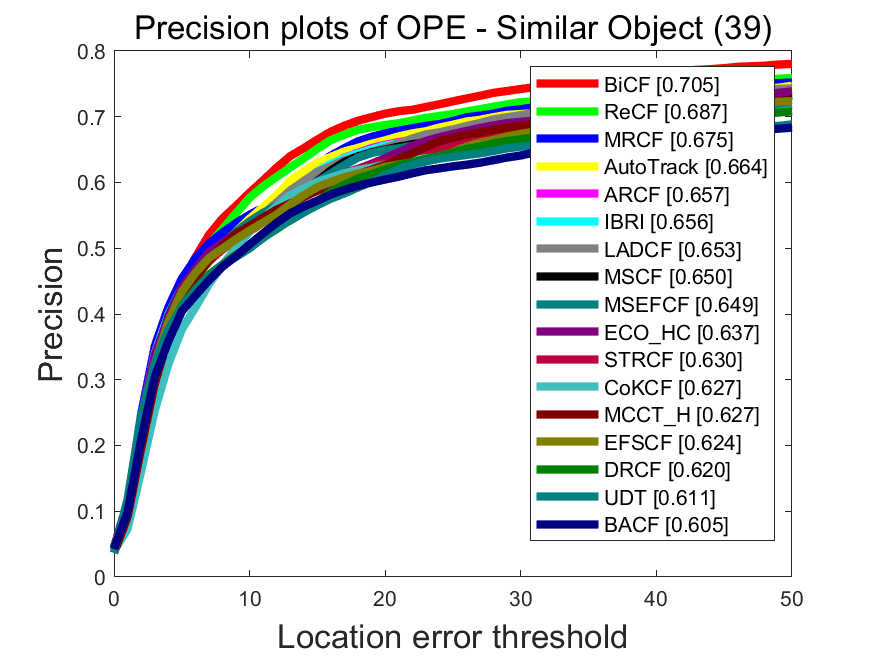 Precision plots of OPE - Similar Object (39)
0.8
0.7
0.6
0.5
0.4
0.3
0.2
0.1
0
Precision
BiCF [0.705]
ReCF [0.687]
MRCF [0.675]
AutoTrack [0.664]
ARCF [0.657]
IBRI [0.656]
LADCF [0.653]
MSCF [0.650]
MSEFCF [0.649]
ECO_HC [0.637]
STRCF [0.630]
CoKCF [0.627]
MCCT_H [0.627]
EFSCF [0.624]
DRCF [0.620]
UDT [0.611]
BACF [0.605]
0 10 20 30 40 50
Location error threshold